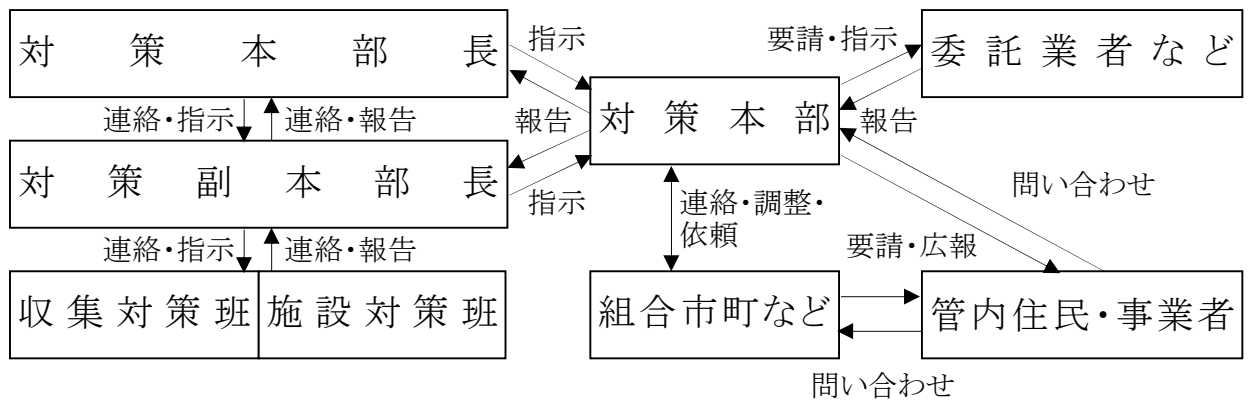 対策本部長
指示
要請・指示
委託業者など
連絡・指示
連絡・報告
報告
対策本部
報告
対策副本部長
指示
連絡・調整・
依頼
問い合わせ
連絡・指示
連絡・報告
要請・広報
収集対策班
施設対策班
組合市町など
管内住民・事業者
問い合わせ